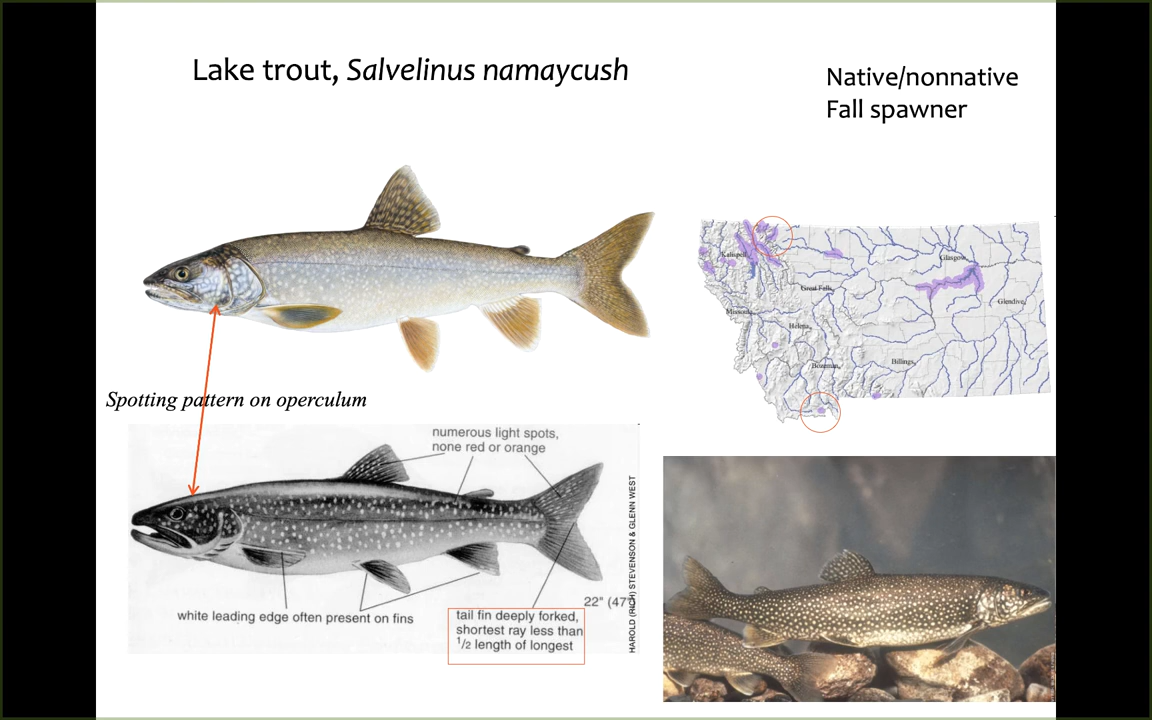 Lake trout, Salvelinus namaycush
Native/nonnative
Fall spawner
Kalispell
Glasgow
Great Falls
Glendive
Missoula
Helena
Billings
Bozeman
Spotting pattern on operculum
numerous light spots,
none red or orange
HAROLD (RICH) STEVENSON & GLENN WEST
22" (47
white leading edge often present on fins
tail fin deeply forked,
shortest ray less than
1/2 length of longest